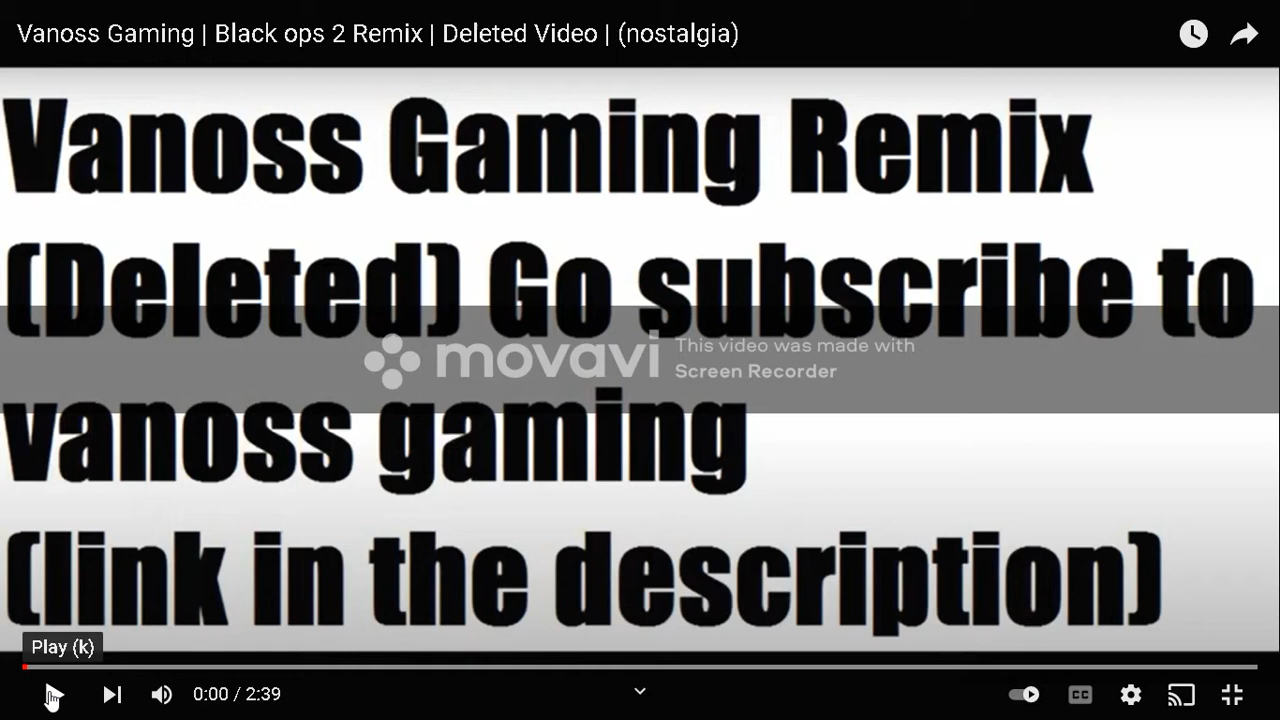 Vanoss Gaming | Black ops 2 Remix | Deleted Video | (nostalgia)
Vanoss Gaming Remix
(Deleted) Go subscribe to
movavi
This video was made with
Screen Recorder
vanoss gaming
(link in the description)
Play (k)
0:00 / 2:39
CC